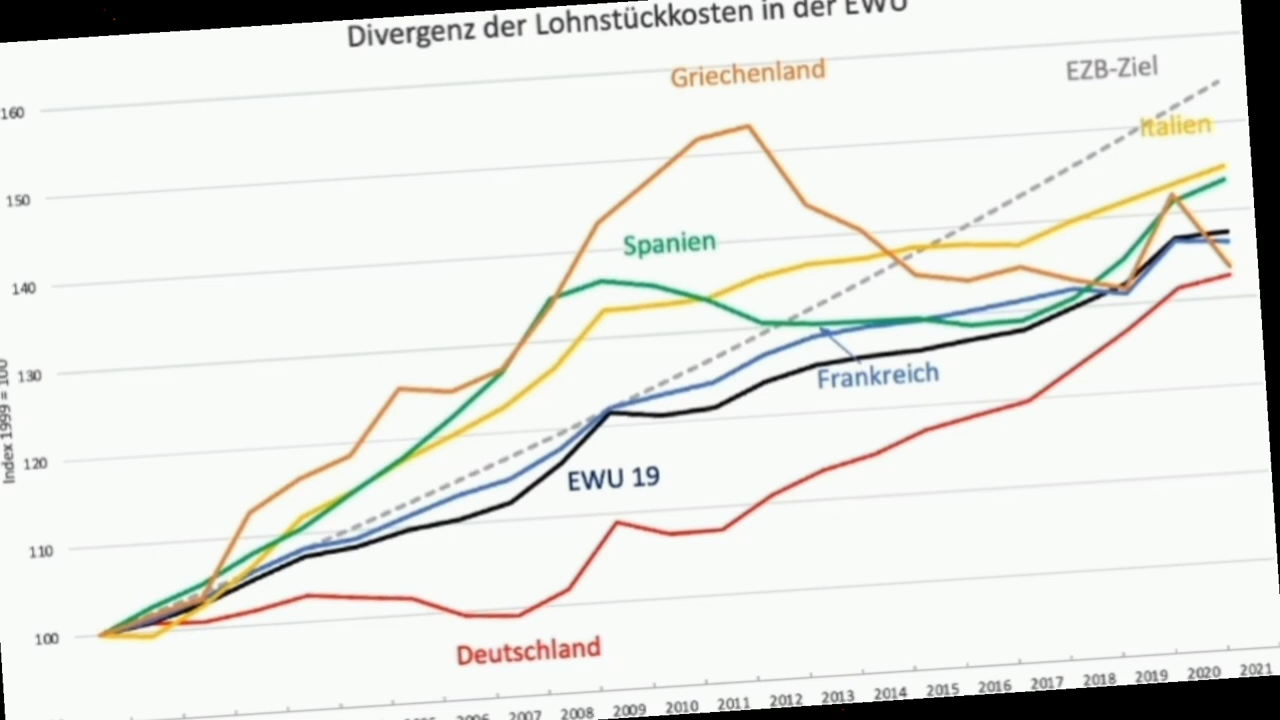 Divergenz der Lohnstückkosten in der EWU
Griechenland
EZB-Ziel
160
Italien
150
Spanien
140
130
Frankreich
Index 1999 = 100
120
EWU 19
110
100
Deutschland
2006 2007 2008 2009 2010 2011 2012 2013 2014 2015 2016 2017 2018 2019 2020 2021